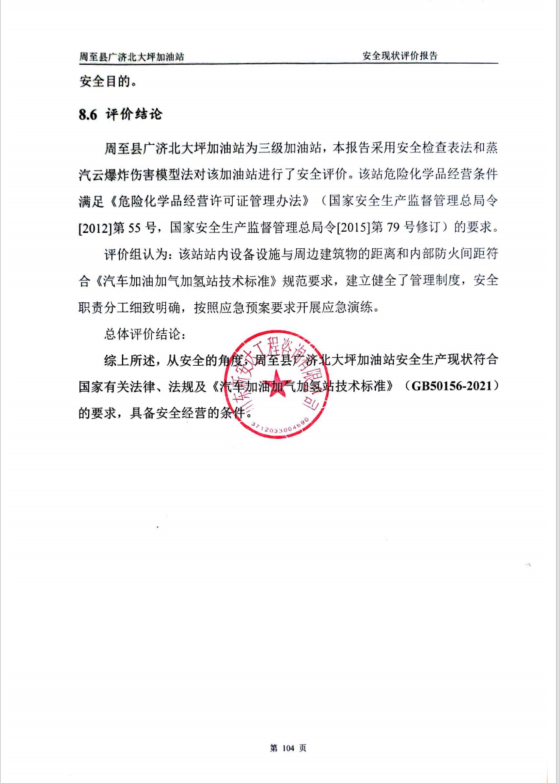 周至县广济北大坪加油站 安全现状评价报告
安全目的。
8.6 评价结论
周至县广济北大坪加油站为三级加油站，本报告采用安全检查表法和蒸
汽云爆炸伤害模型法对该加油站进行了安全评价。该站危险化学品经营条件
满足《危险化学品经营许可证管理办法》（国家安全生产监督管理总局令
[2012]第 55 号，国家安全生产监督管理总局令[2015]第 79 号修订）的要求。
评价组认为：该站站内设备设施与周边建筑物的距离和内部防火间距符
合《汽车加油加气加氢站技术标准》规范要求，建立健全了管理制度，安全
职责分工细致明确，按照应急预案要求开展应急演练。
总体评价结论：
综上所述，从安全的角度，周至县广济北大坪加油站安全生产现状符合
国家有关法律、法规及《汽车加油加气加氢站技术标准》（GB50156-2021）
的要求，具备安全经营的条件。
工程咨询有限公司
3712033004690
第 104 页